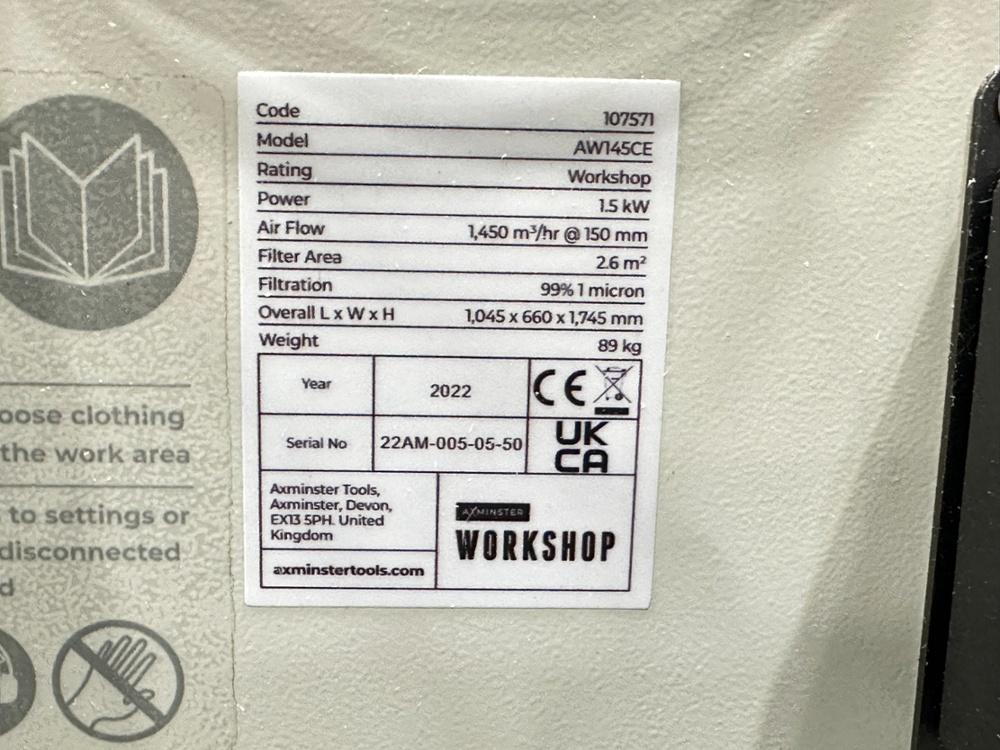 Code 107571
Model AW145CE
Rating Workshop
Power 1.5 kW
Air Flow 1,450 m³/hr @ 150 mm
Filter Area 2.6 m²
Filtration 99% 1 micron
Overall L x W x H 1,045 x 660 x 1,745 mm
Weight 89 kg
Year 2022 CE
Serial No 22AM-005-05-50 UK
CA
Axminster Tools,
Axminster, Devon,
EX13 5PH. United
Kingdom
axminstertools.com
AXMINSTER
WORKSHOP
oose clothing
the work area
to settings or
disconnected
d